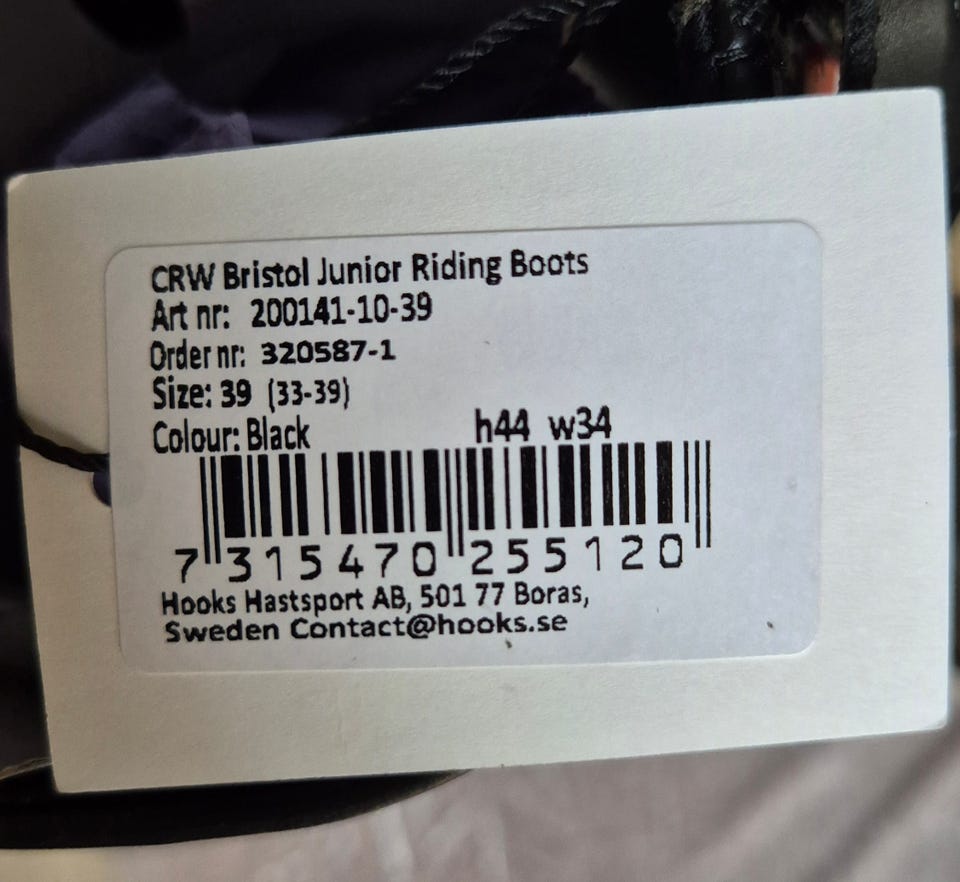 CRW Bristol Junior Riding Boots
Art nr: 200141-10-39
Order nr: 320587-1
Size: 39 (33-39)
Colour: Black h44 w34
7 315470 255120
Hooks Hastsport AB, 501 77 Boras,
Sweden Contact@hooks.se